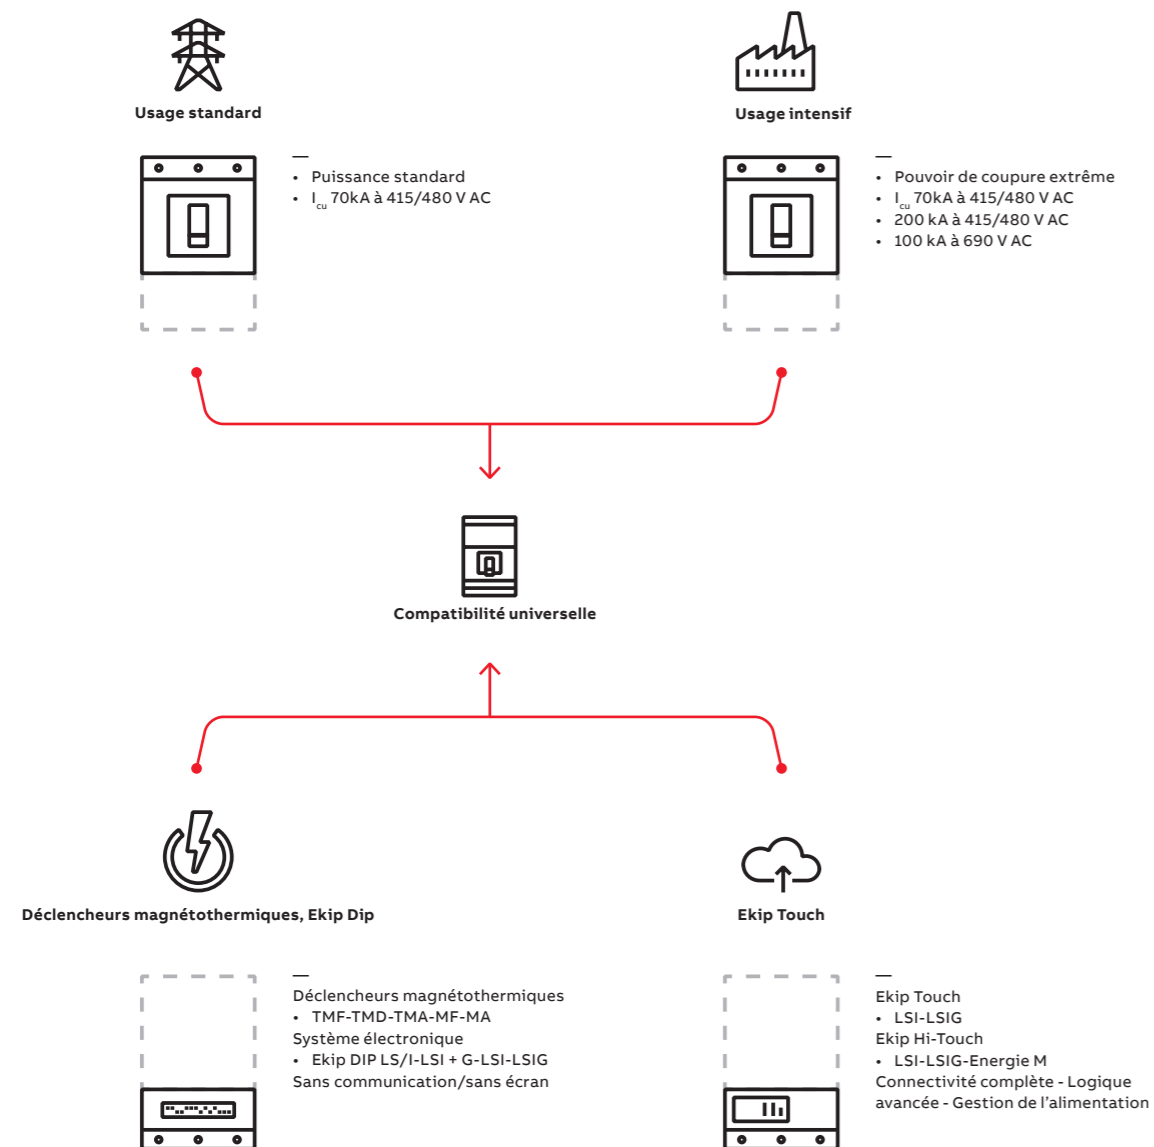 Usage standard
—
• Puissance standard
• Icu 70kA à 415/480 V AC
Usage intensif
—
• Pouvoir de coupure extrême
• Icu 70kA à 415/480 V AC
• 200 kA à 415/480 V AC
• 100 kA à 690 V AC
Compatibilité universelle
Déclencheurs magnétothermiques, Ekip Dip
—
Déclencheurs magnétothermiques
• TMF-TMD-TMA-MF-MA
Système électronique
• Ekip DIP LS/I-LSI + G-LSI-LSIG
Sans communication/sans écran
Ekip Touch
—
Ekip Touch
• LSI-LSIG
Ekip Hi-Touch
• LSI-LSIG-Energie M
Connectivité complète - Logique
avancée - Gestion de l’alimentation